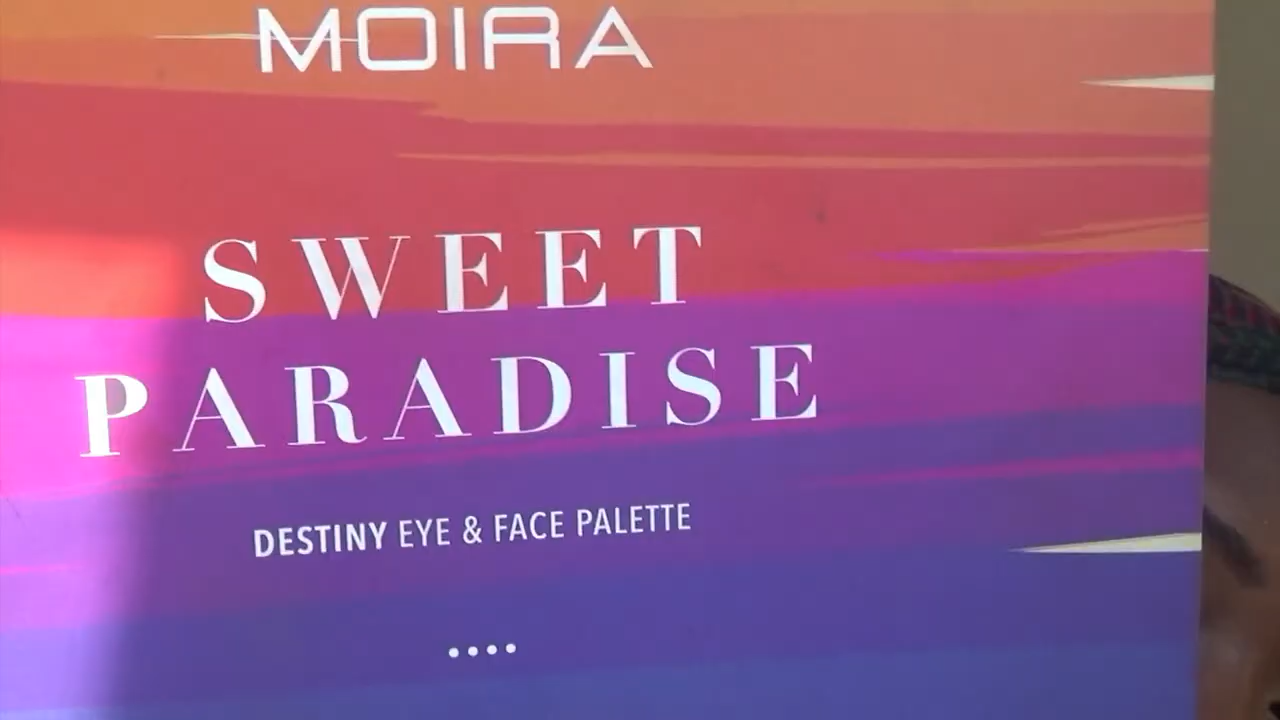 MOIRA
SWEET
PARADISE
DESTINY EYE & FACE PALETTE